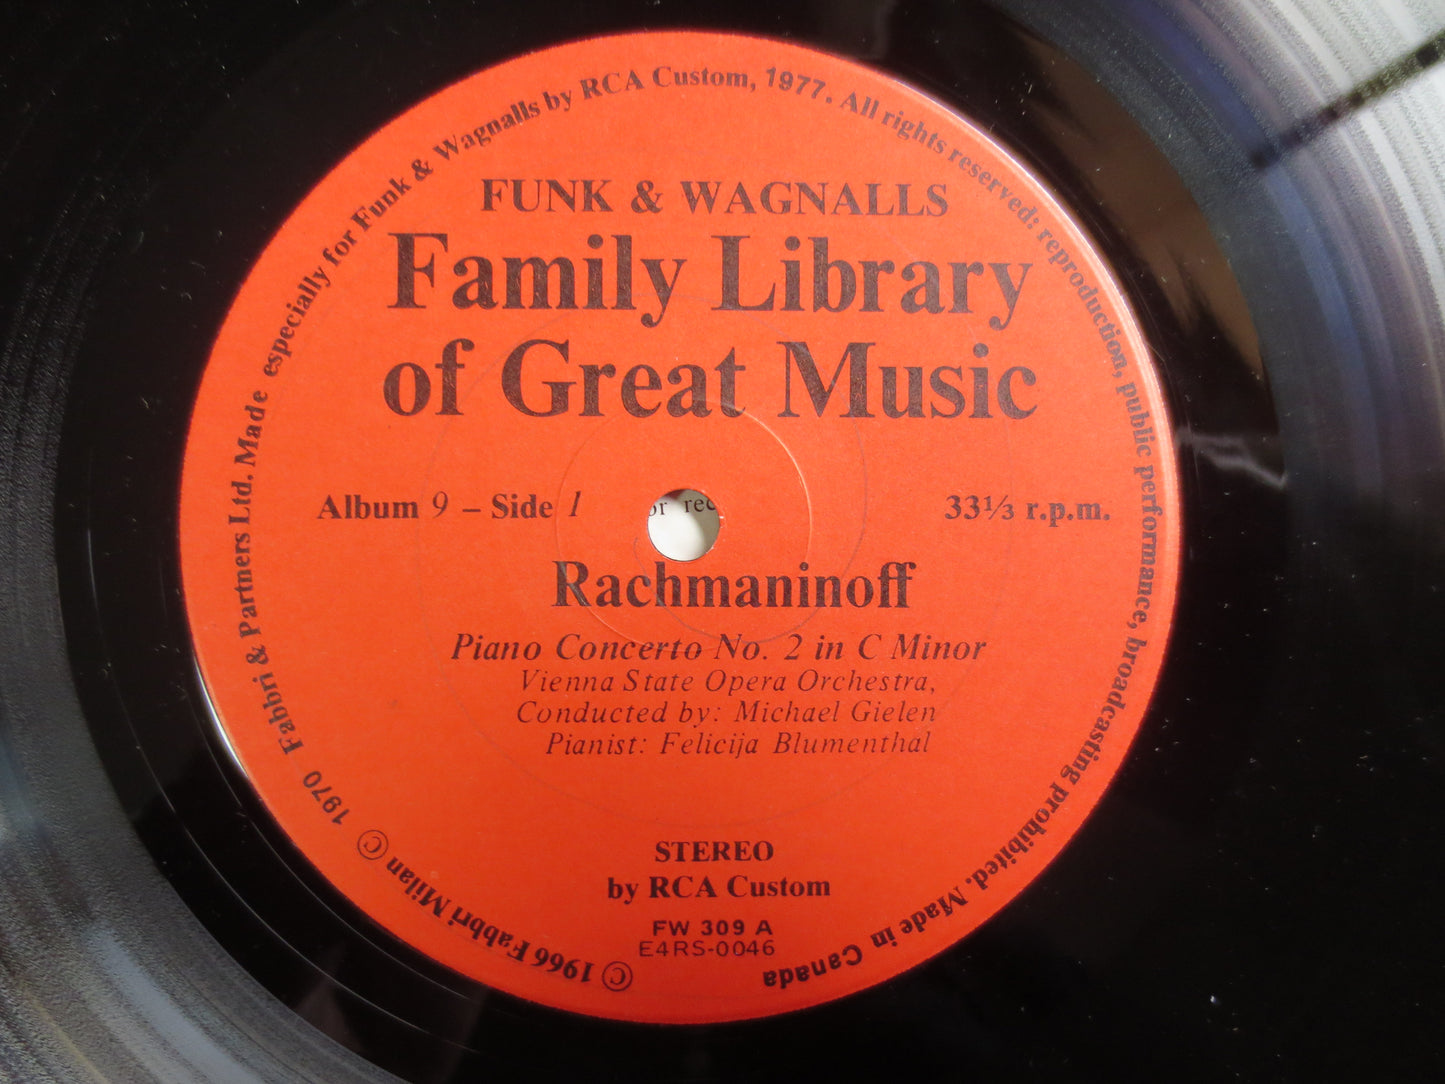 © 1966 Fabbri Milan © 1970 Fabbri & Partners Ltd. Made especially for Funk & Wagnalls by RCA Custom, 1977. All rights reserved: reproduction, public performance, broadcasting prohibited. Made in Canada
FUNK & WAGNALLS
Family Library
of Great Music
Album 9 – Side 1
33⅓ r.p.m.
Rachmaninoff
Piano Concerto No. 2 in C Minor
Vienna State Opera Orchestra,
Conducted by: Michael Gielen
Pianist: Felicija Blumenthal
STEREO
by RCA Custom
FW 309 A
E4RS-0046